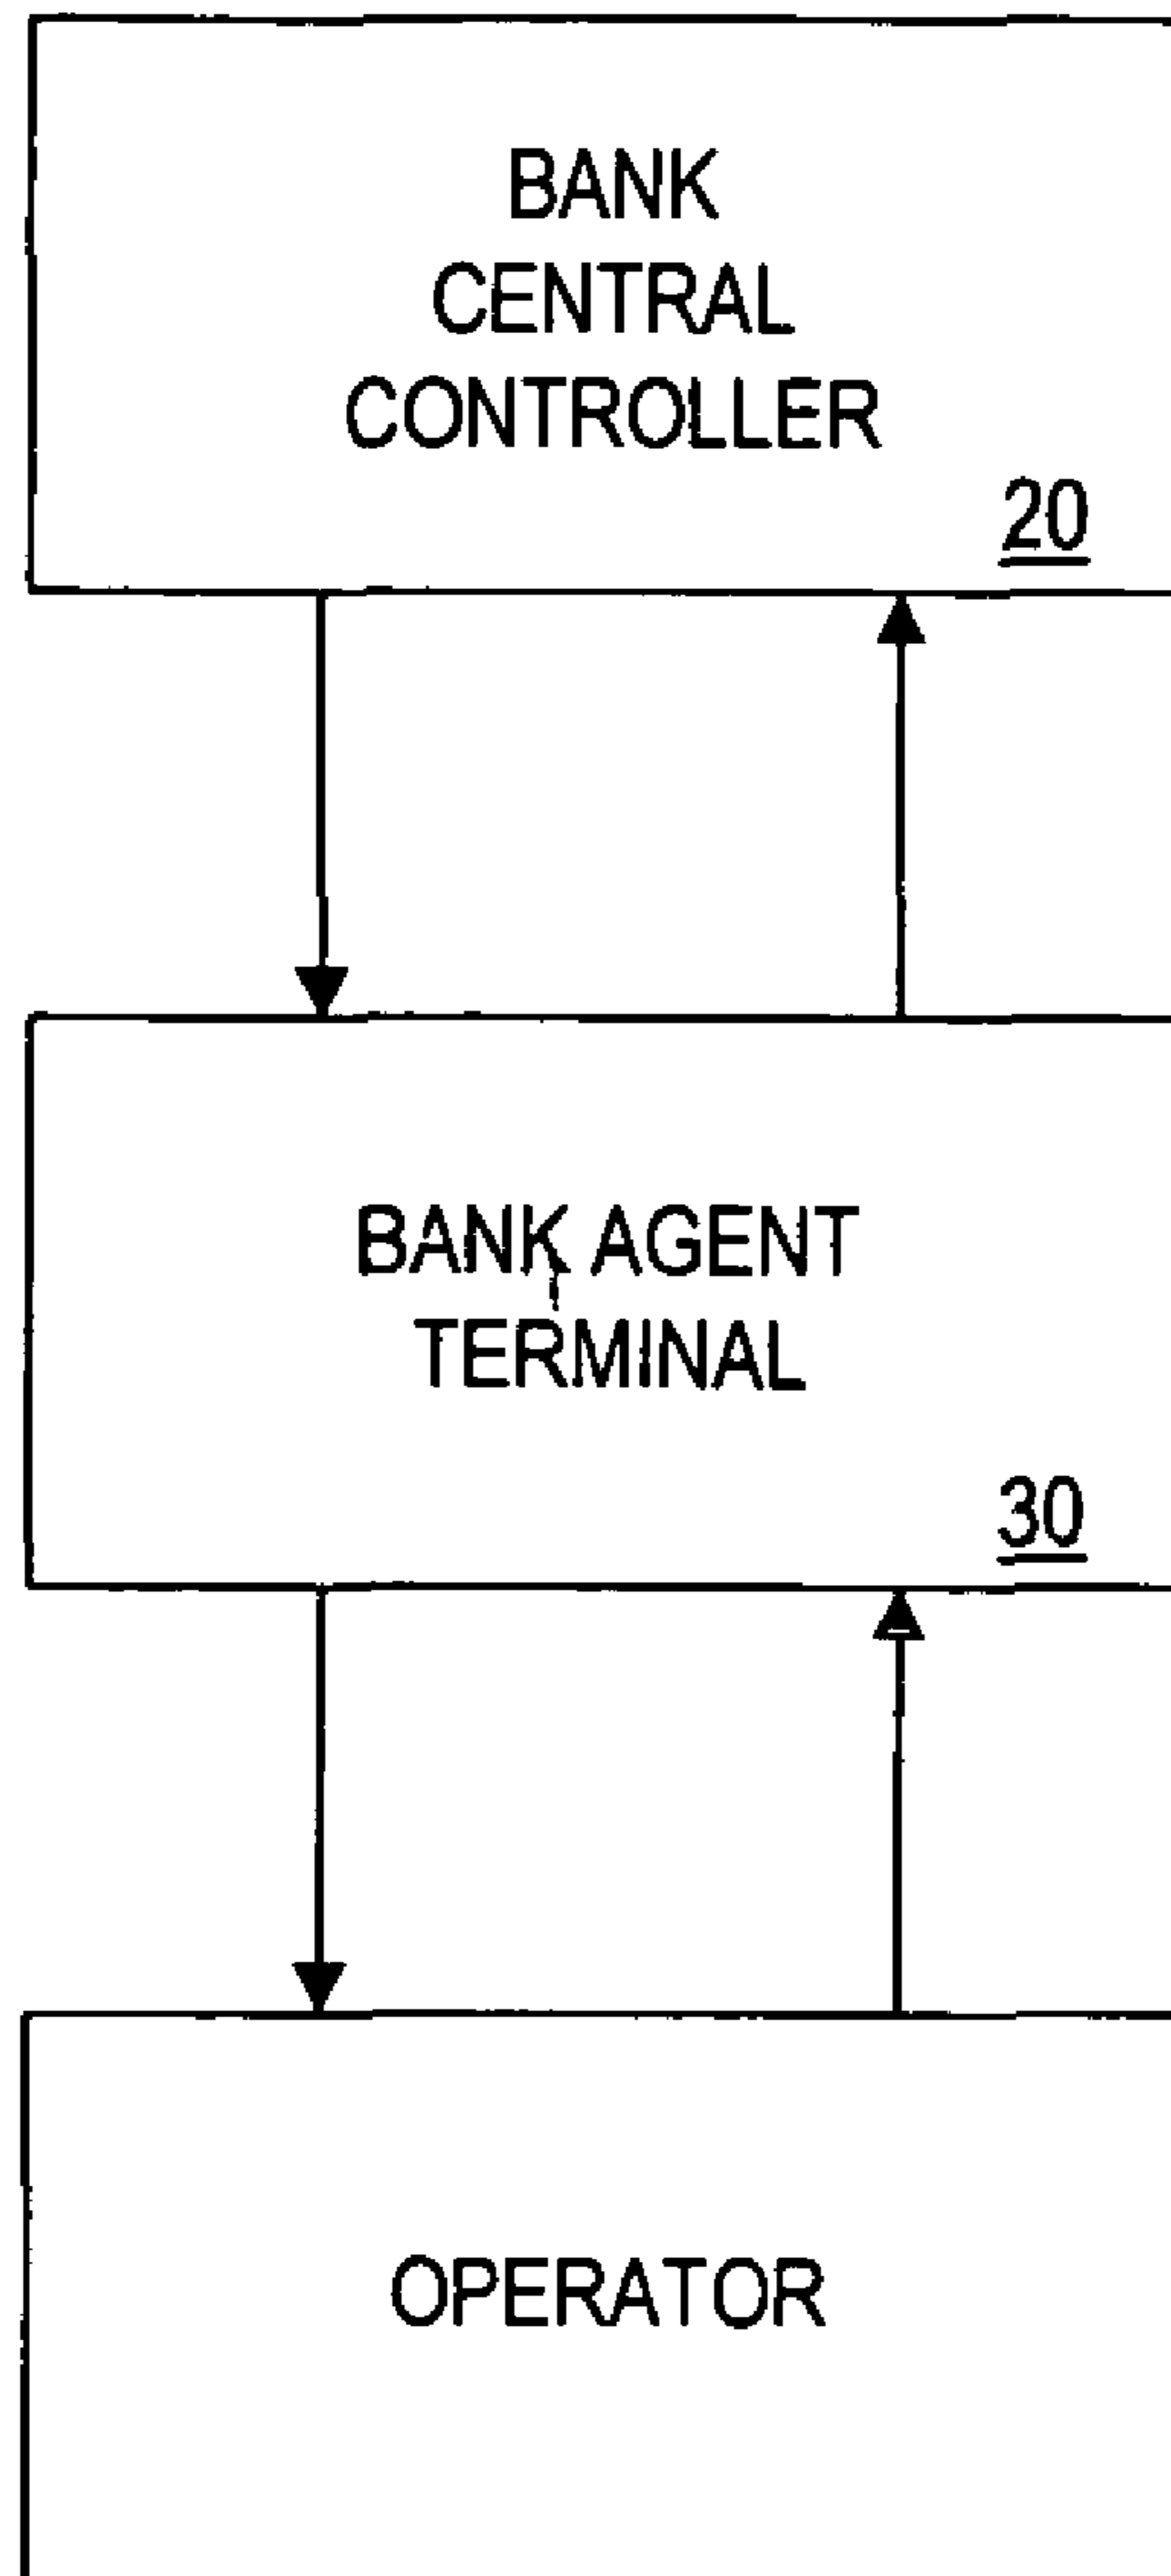 BANK
CENTRAL
CONTROLLER
20
BANK AGENT
TERMINAL
30
OPERATOR